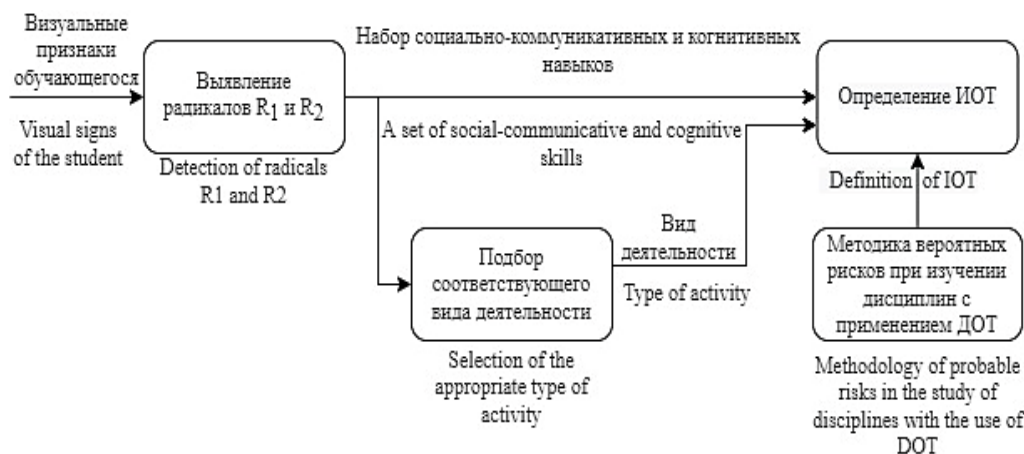 Визуальные
признаки
обучающегося
Visual signs
of the student
Выявление
радикалов R1 и R2
Detection of radicals
R1 and R2
Набор социально-коммуникативных и когнитивных
навыков
A set of social-communicative and cognitive
skills
Определение ИОТ
Definition of IOT
Подбор
соответствующего
вида деятельности
Selection of the
appropriate type of
activity
Вид
деятельности
Type of activity
Методика вероятных
рисков при изучении
дисциплин с
применением ДОТ
Methodology of probable
risks in the study of
disciplines with the use of
DOT